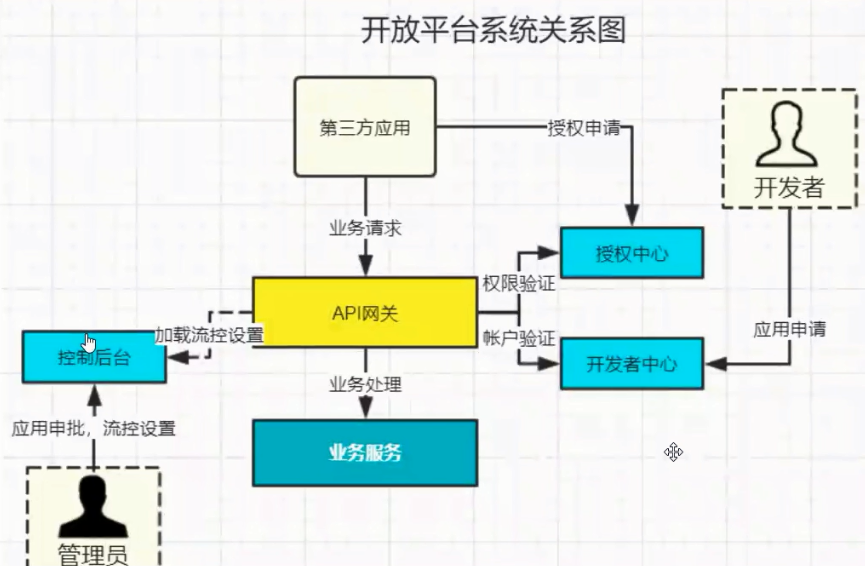 开放平台系统关系图
第三方应用
授权申请
开发者
业务请求
授权中心
权限验证
API网关
加载流控设置
帐户验证
应用申请
控制后台
开发者中心
业务处理
应用申批，流控设置
业务服务
管理员